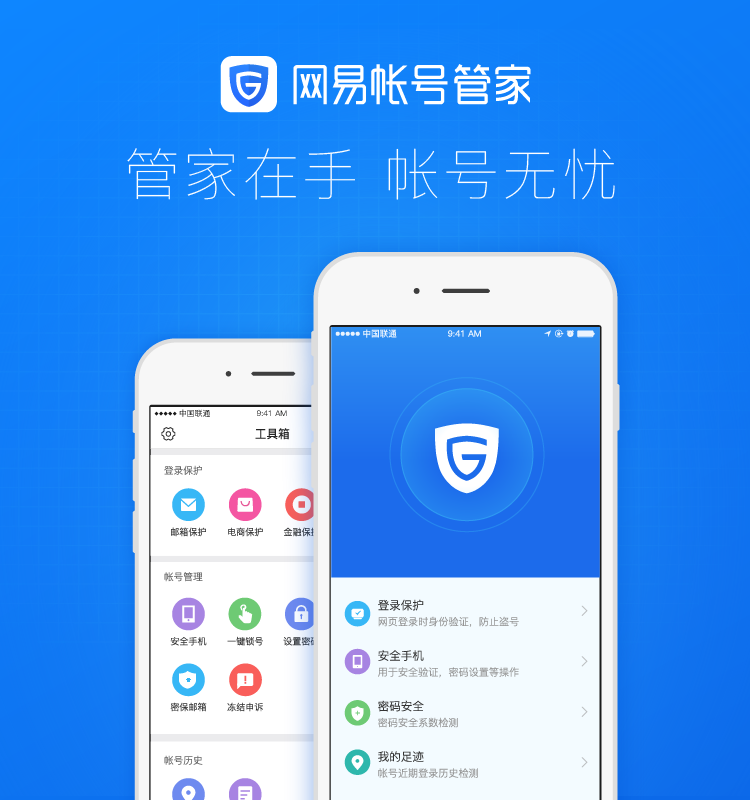 网易帐号管家
管家在手 帐号无忧
中国联通 9:41 AM
工具箱
登录保护
邮箱保护 电商保护 金融保
帐号管理
安全手机 一键锁号 设置密
密保邮箱 冻结申诉
帐号历史
中国联通 9:41 AM
登录保护
网页登录时身份验证，防止盗号
安全手机
用于安全验证，密码设置等操作
密码安全
密码安全系数检测
我的足迹
帐号近期登录历史检测